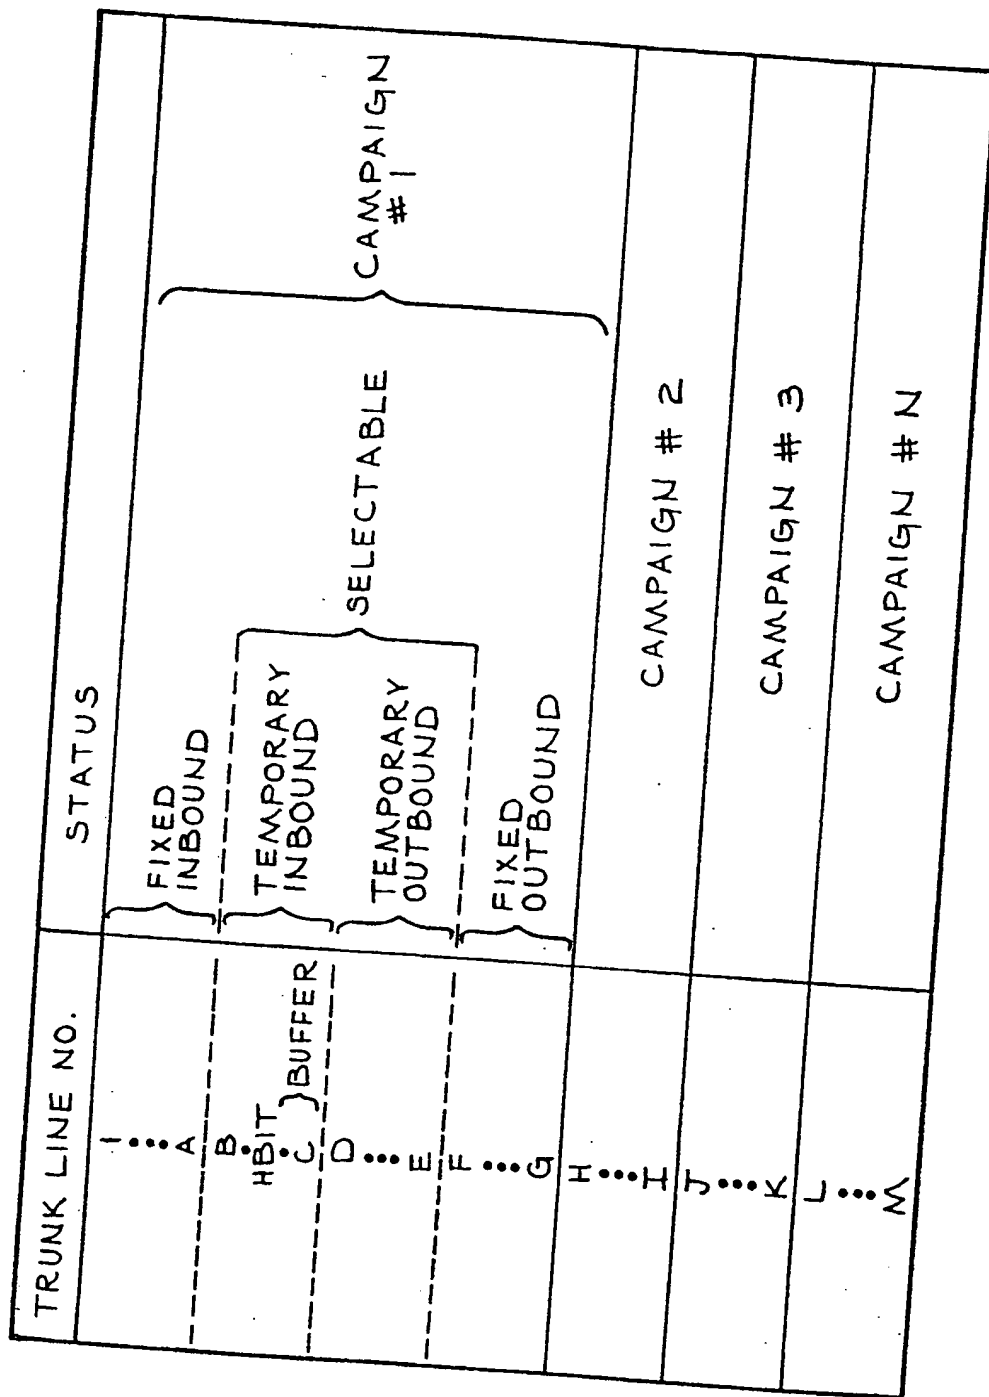 TRUNK LINE NO.
STATUS
1 ••• A
FIXED
INBOUND
B • HBIT • C
BUFFER
TEMPORARY
INBOUND
D ••• E
TEMPORARY
OUTBOUND
SELECTABLE
F ••• G
FIXED
OUTBOUND
CAMPAIGN
# 1
H ••• I
CAMPAIGN # 2
J ••• K
CAMPAIGN # 3
L ••• M
CAMPAIGN # N